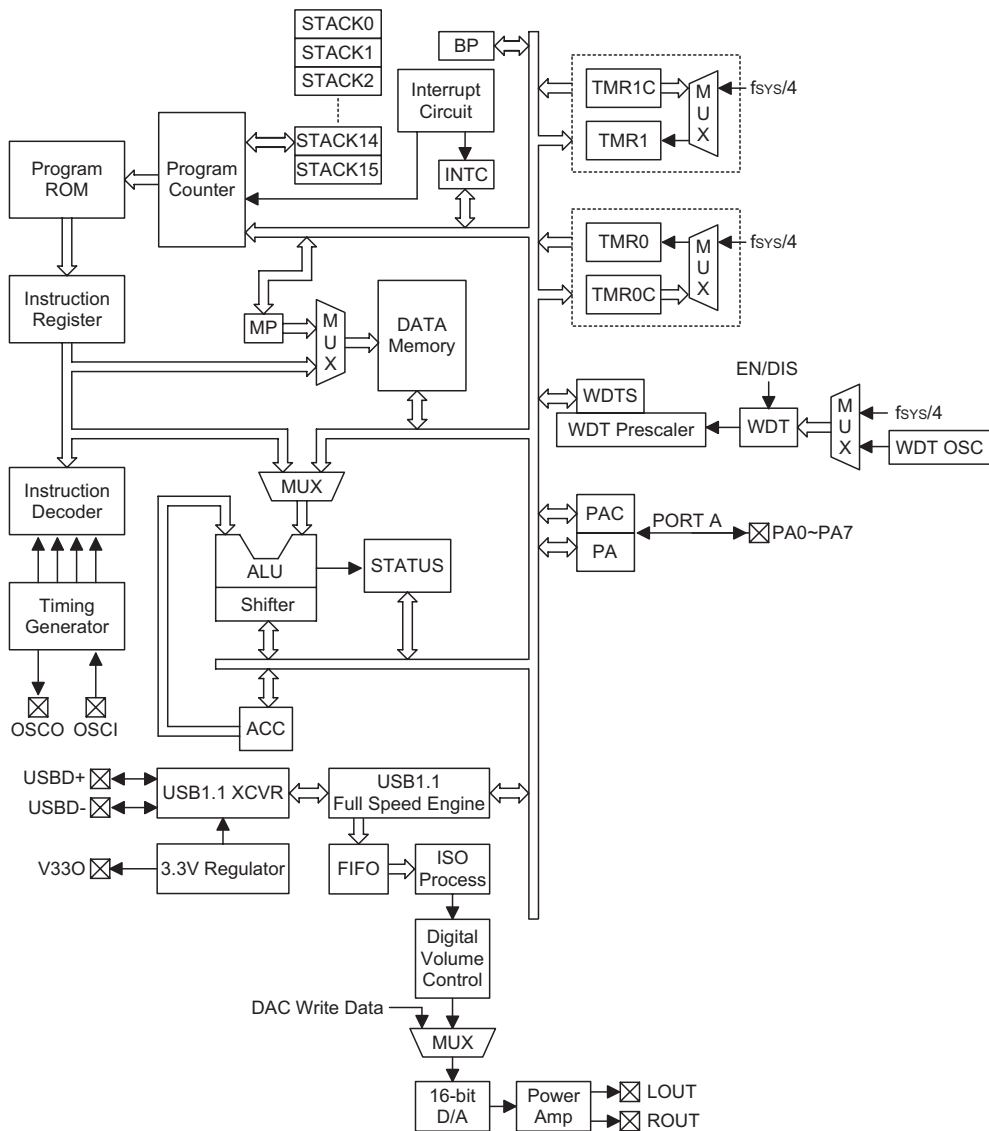 STACK0
STACK1
STACK2
STACK14
STACK15
BP
Interrupt
Circuit
INTC
TMR1C
TMR1
MUX
fSYS/4
Program
ROM
Program
Counter
TMR0
TMR0C
MUX
fSYS/4
Instruction
Register
MP
MUX
DATA
Memory
EN/DIS
WDTS
WDT Prescaler
WDT
MUX
fSYS/4
WDT OSC
Instruction
Decoder
MUX
PAC
PA
PORT A
PA0~PA7
ALU
Shifter
STATUS
Timing
Generator
OSCO
OSCI
ACC
USBD+
USBD-
USB1.1 XCVR
USB1.1
Full Speed Engine
V33O
3.3V Regulator
FIFO
ISO
Process
Digital
Volume
Control
DAC Write Data
MUX
16-bit
D/A
Power
Amp
LOUT
ROUT